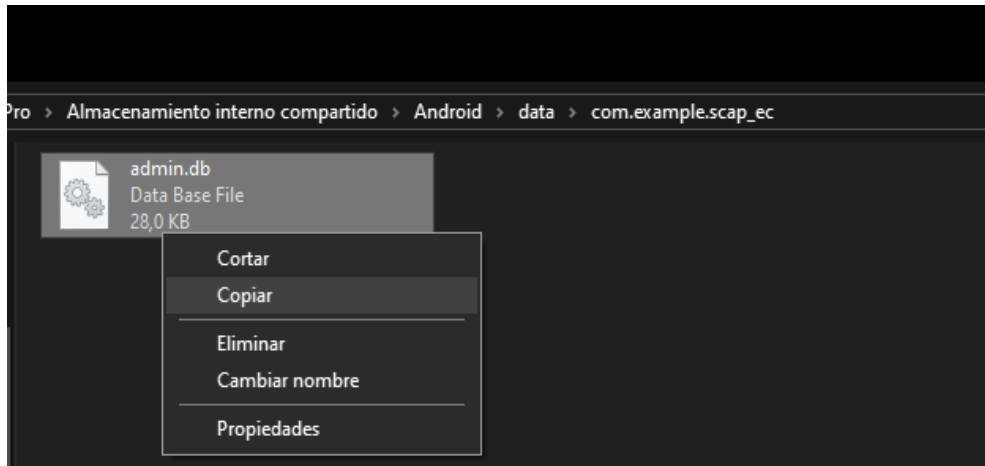 Pro > Almacenamiento interno compartido > Android > data > com.example.scap_ec
admin.db
Data Base File
28,0 KB
Cortar
Copiar
Eliminar
Cambiar nombre
Propiedades